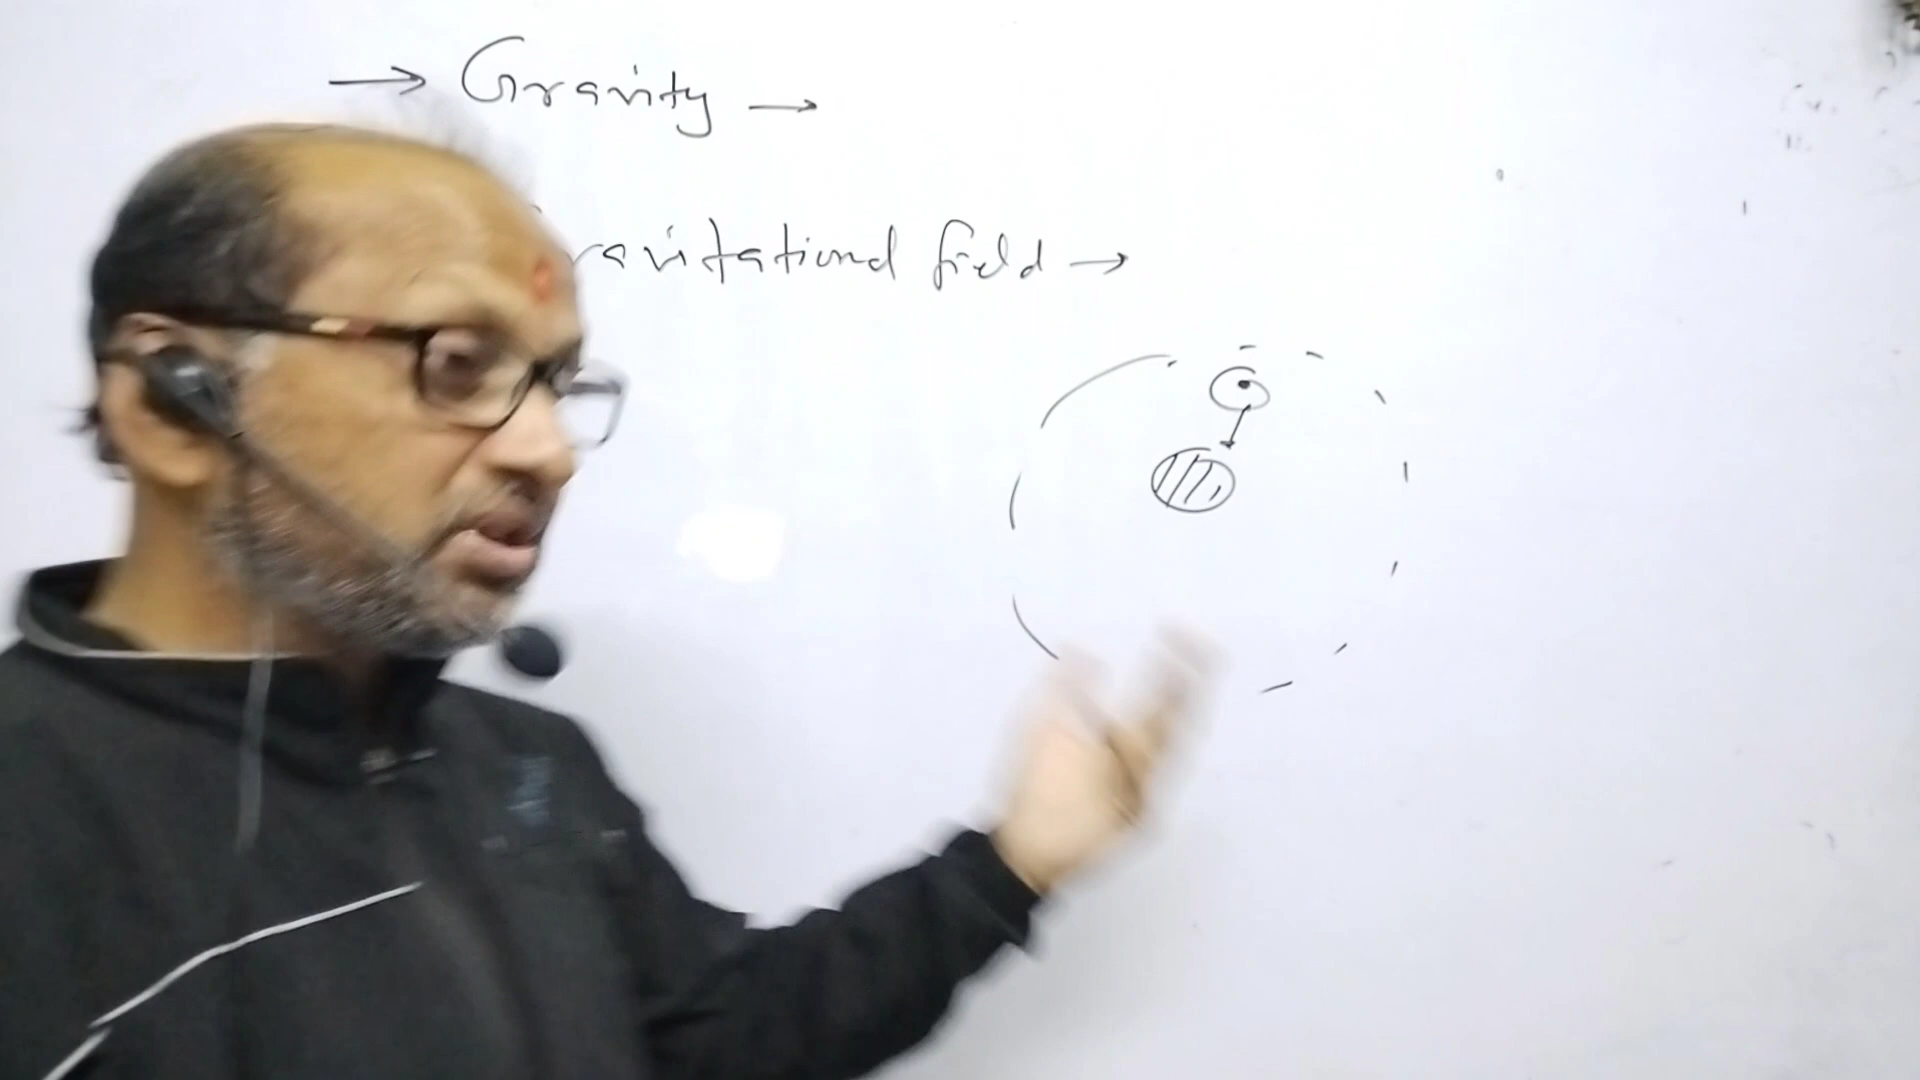 → Gravity →
ravitational field →